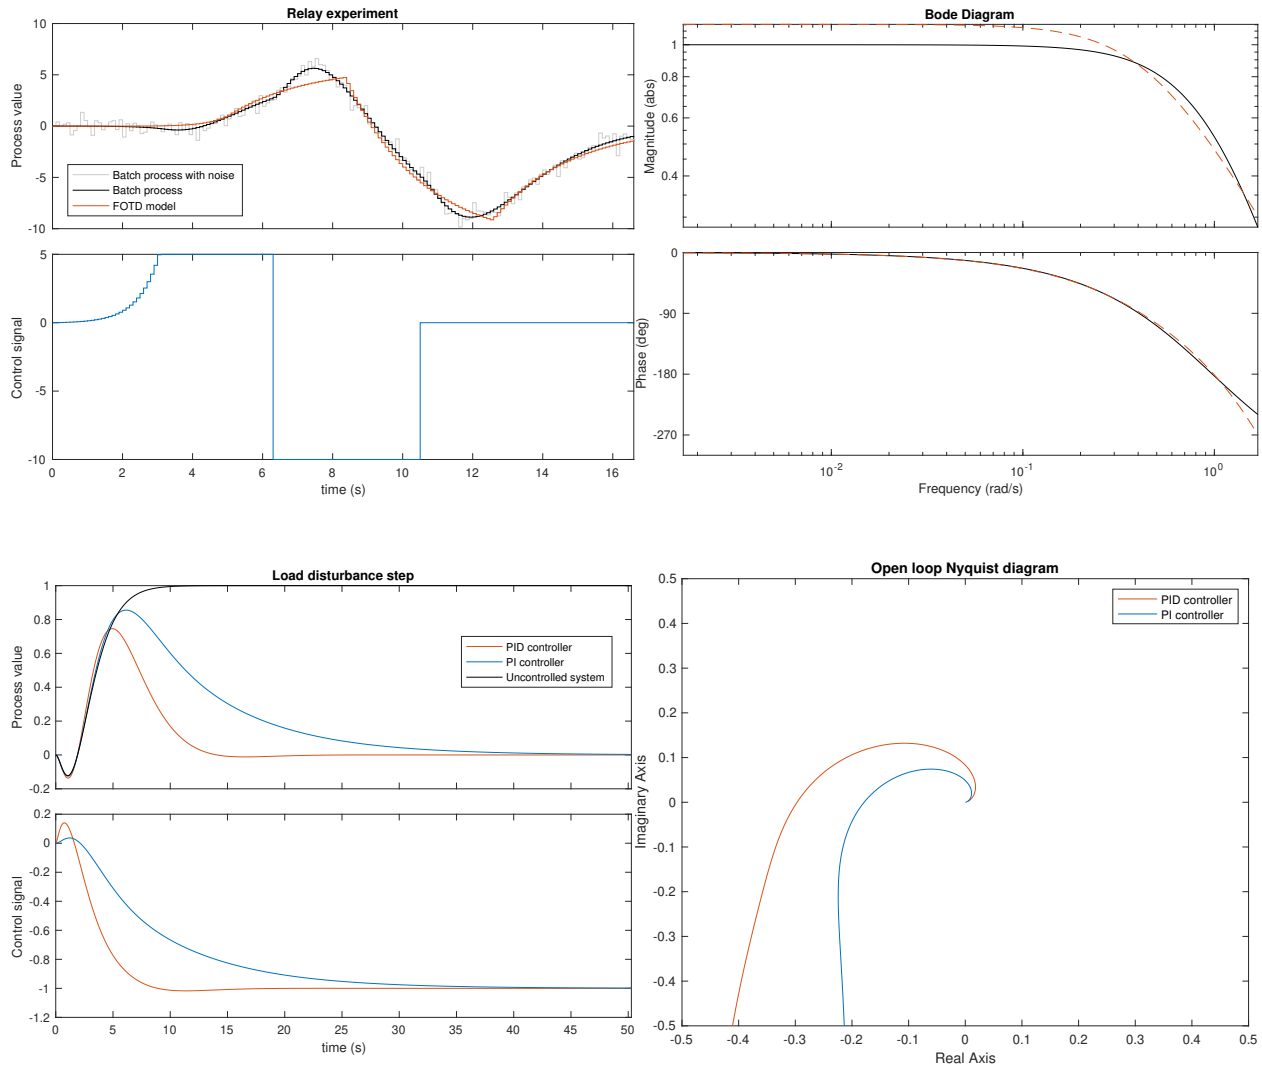 Relay experiment
10
5
0
-5
-10
Process value
Batch process with noise
Batch process
FOTD model
5
0
-5
-10
Control signal
0 2 4 6 8 10 12 14 16
time (s)
Bode Diagram
1
0.8
0.6
0.4
Magnitude (abs)
0
-90
-180
-270
Phase (deg)
10-2 10-1 100
Frequency (rad/s)
Load disturbance step
1
0.8
0.6
0.4
0.2
0
-0.2
Process value
PID controller
PI controller
Uncontrolled system
0.2
0
-0.2
-0.4
-0.6
-0.8
-1
-1.2
Control signal
0 5 10 15 20 25 30 35 40 45 50
time (s)
Open loop Nyquist diagram
0.5
0.4
0.3
0.2
0.1
0
-0.1
-0.2
-0.3
-0.4
-0.5
Imaginary Axis
PID controller
PI controller
-0.5 -0.4 -0.3 -0.2 -0.1 0 0.1 0.2 0.3 0.4 0.5
Real Axis